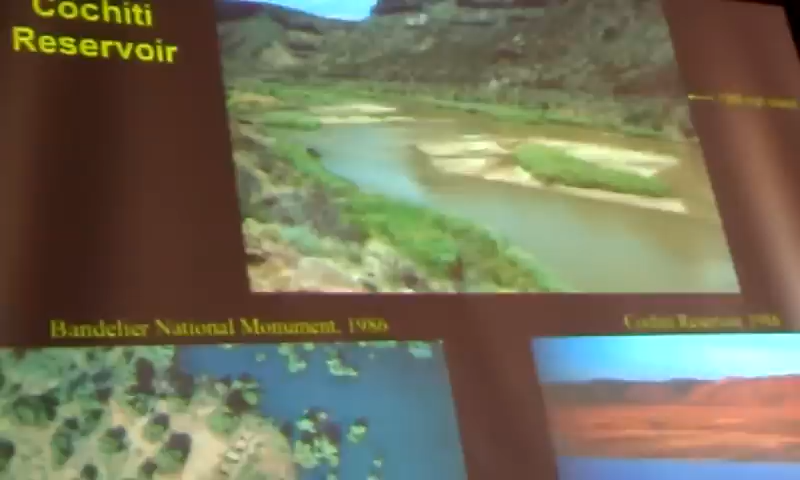 Cochiti
Reservoir
Bandelier National Monument, 1986
Cochiti Reservoir, 1986